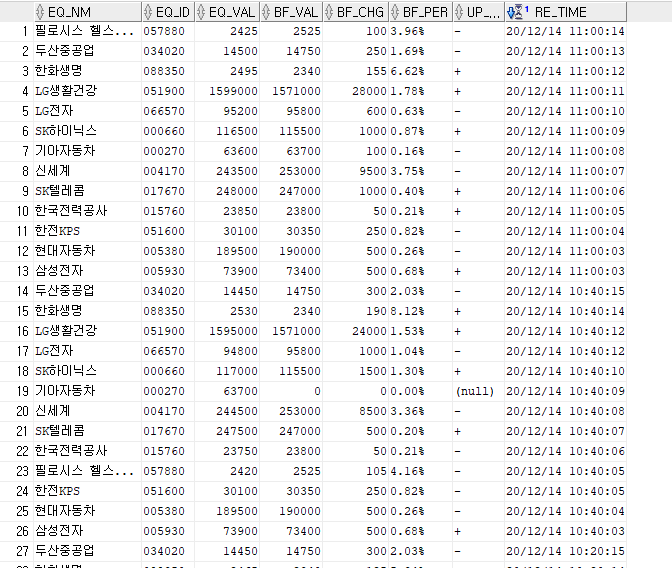 EQ_NM EQ_ID EQ_VAL BF_VAL BF_CHG BF_PER UP_... 1 RE_TIME
1 필로시스 헬스... 057880 2425 2525 100 3.96% - 20/12/14 11:00:14
2 두산중공업 034020 14500 14750 250 1.69% - 20/12/14 11:00:13
3 한화생명 088350 2495 2340 155 6.62% + 20/12/14 11:00:12
4 LG생활건강 051900 1599000 1571000 28000 1.78% + 20/12/14 11:00:11
5 LG전자 066570 95200 95800 600 0.63% - 20/12/14 11:00:10
6 SK하이닉스 000660 116500 115500 1000 0.87% + 20/12/14 11:00:09
7 기아자동차 000270 63600 63700 100 0.16% - 20/12/14 11:00:08
8 신세계 004170 243500 253000 9500 3.75% - 20/12/14 11:00:07
9 SK텔레콤 017670 248000 247000 1000 0.40% + 20/12/14 11:00:06
10 한국전력공사 015760 23850 23800 50 0.21% + 20/12/14 11:00:05
11 한전KPS 051600 30100 30350 250 0.82% - 20/12/14 11:00:04
12 현대자동차 005380 189500 190000 500 0.26% - 20/12/14 11:00:03
13 삼성전자 005930 73900 73400 500 0.68% + 20/12/14 11:00:03
14 두산중공업 034020 14450 14750 300 2.03% - 20/12/14 10:40:15
15 한화생명 088350 2530 2340 190 8.12% + 20/12/14 10:40:14
16 LG생활건강 051900 1595000 1571000 24000 1.53% + 20/12/14 10:40:12
17 LG전자 066570 94800 95800 1000 1.04% - 20/12/14 10:40:12
18 SK하이닉스 000660 117000 115500 1500 1.30% + 20/12/14 10:40:10
19 기아자동차 000270 63700 0 0 0.00% (null) 20/12/14 10:40:09
20 신세계 004170 244500 253000 8500 3.36% - 20/12/14 10:40:08
21 SK텔레콤 017670 247500 247000 500 0.20% + 20/12/14 10:40:07
22 한국전력공사 015760 23750 23800 50 0.21% - 20/12/14 10:40:06
23 필로시스 헬스... 057880 2420 2525 105 4.16% - 20/12/14 10:40:05
24 한전KPS 051600 30100 30350 250 0.82% - 20/12/14 10:40:05
25 현대자동차 005380 189500 190000 500 0.26% - 20/12/14 10:40:04
26 삼성전자 005930 73900 73400 500 0.68% + 20/12/14 10:40:03
27 두산중공업 034020 14450 14750 300 2.03% - 20/12/14 10:20:15